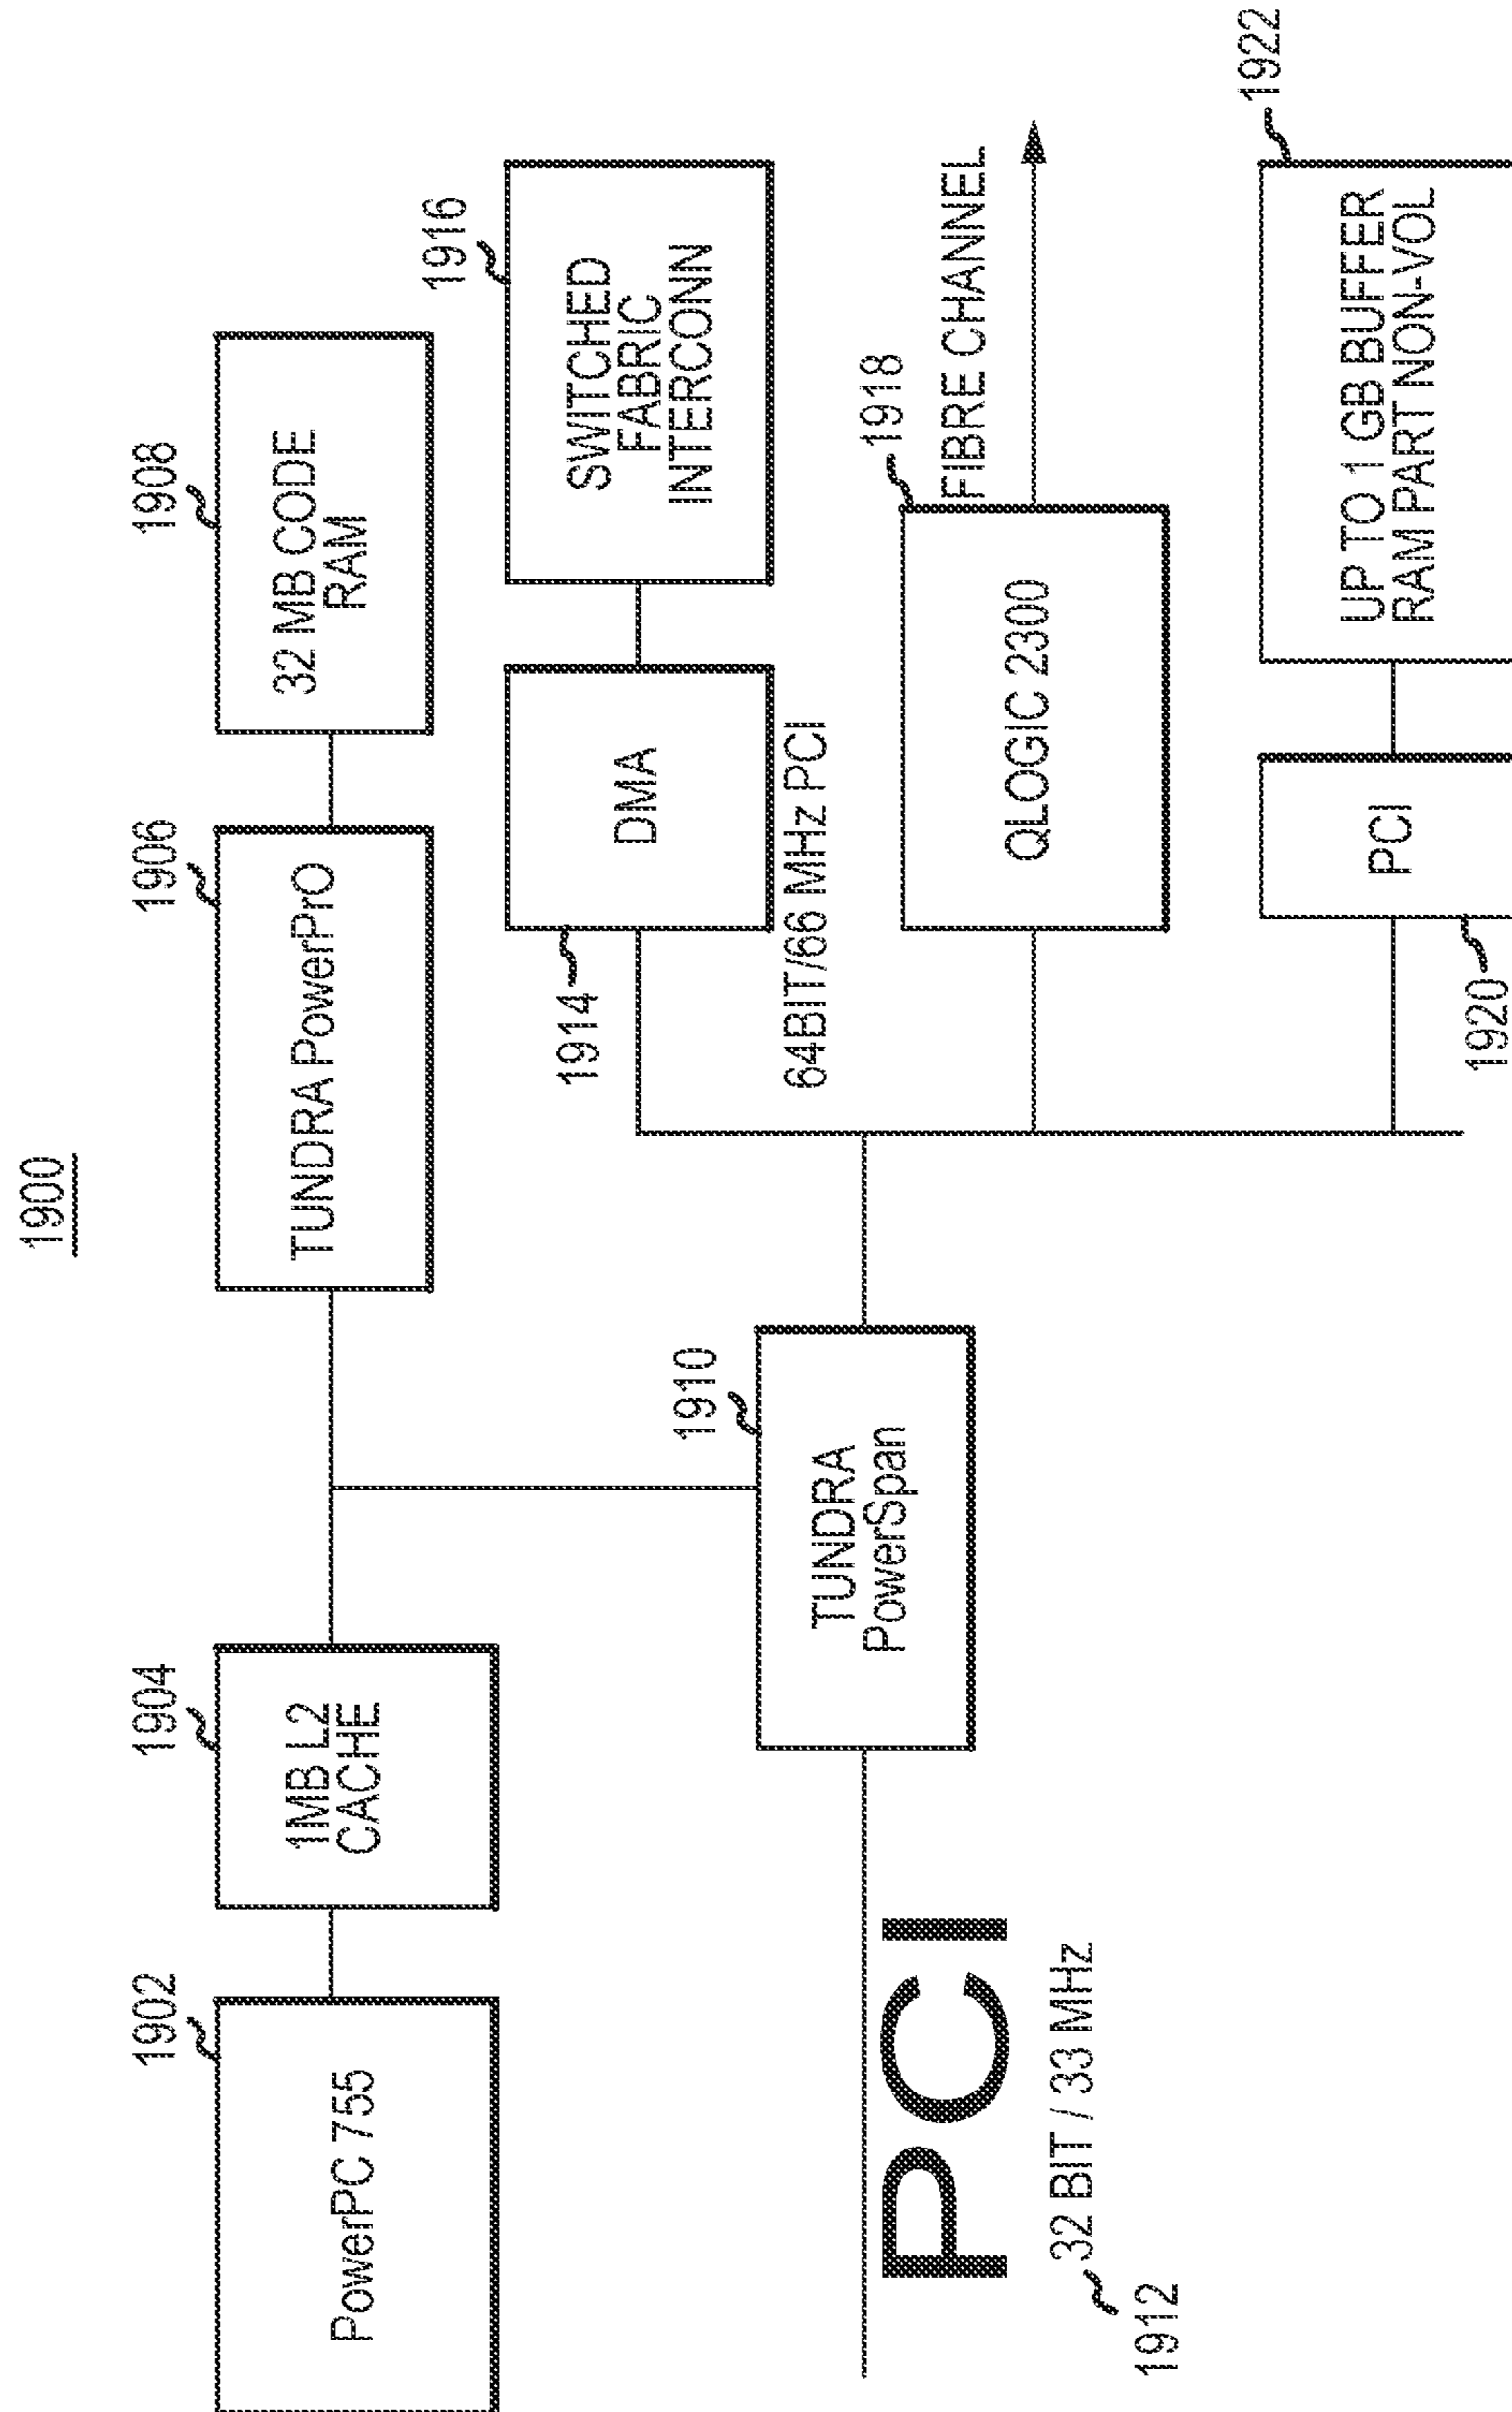 1900
1902
PowerPC 755
1904
1MB L2
CACHE
1906
TUNDRA PowerPrO
1908
32 MB CODE
RAM
1910
TUNDRA
PowerSpan
PCI
32 BIT / 33 MHz
1912
1914
DMA
1916
SWITCHED
FABRIC
INTERCONN
64BIT/66 MHz PCI
1918
QLOGIC 2300
FIBRE CHANNEL
1920
PCI
1922
UP TO 1 GB BUFFER
RAM PART NON-VOL